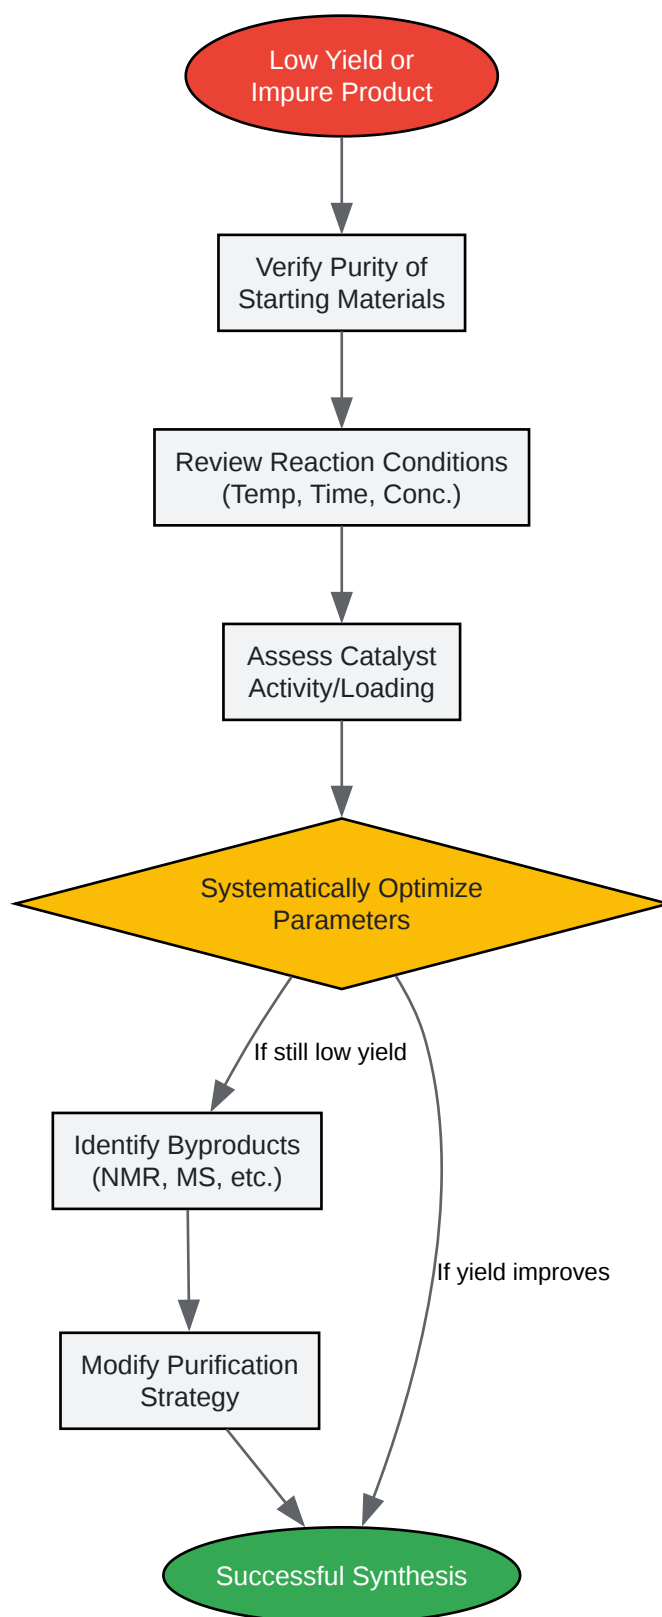 Low Yield or
Impure Product
Verify Purity of
Starting Materials
Review Reaction Conditions
(Temp, Time, Conc.)
Assess Catalyst
Activity/Loading
Systematically Optimize
Parameters
If still low yield
Identify Byproducts
(NMR, MS, etc.)
If yield improves
Modify Purification
Strategy
Successful Synthesis